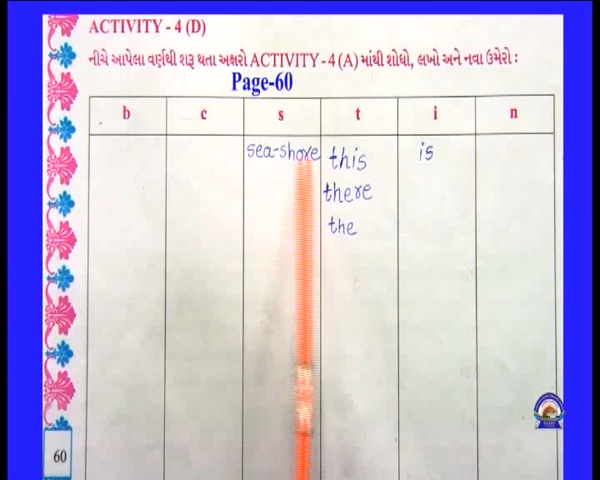 ACTIVITY - 4 (D)
નીચે આપેલા વર્ણથી શરૂ થતા અક્ષરો ACTIVITY - 4 (A) માંથી શોધો, લખો અને નવા ઉમેરો :
Page-60
b c s t i n
sea-shore this is
there
the
60